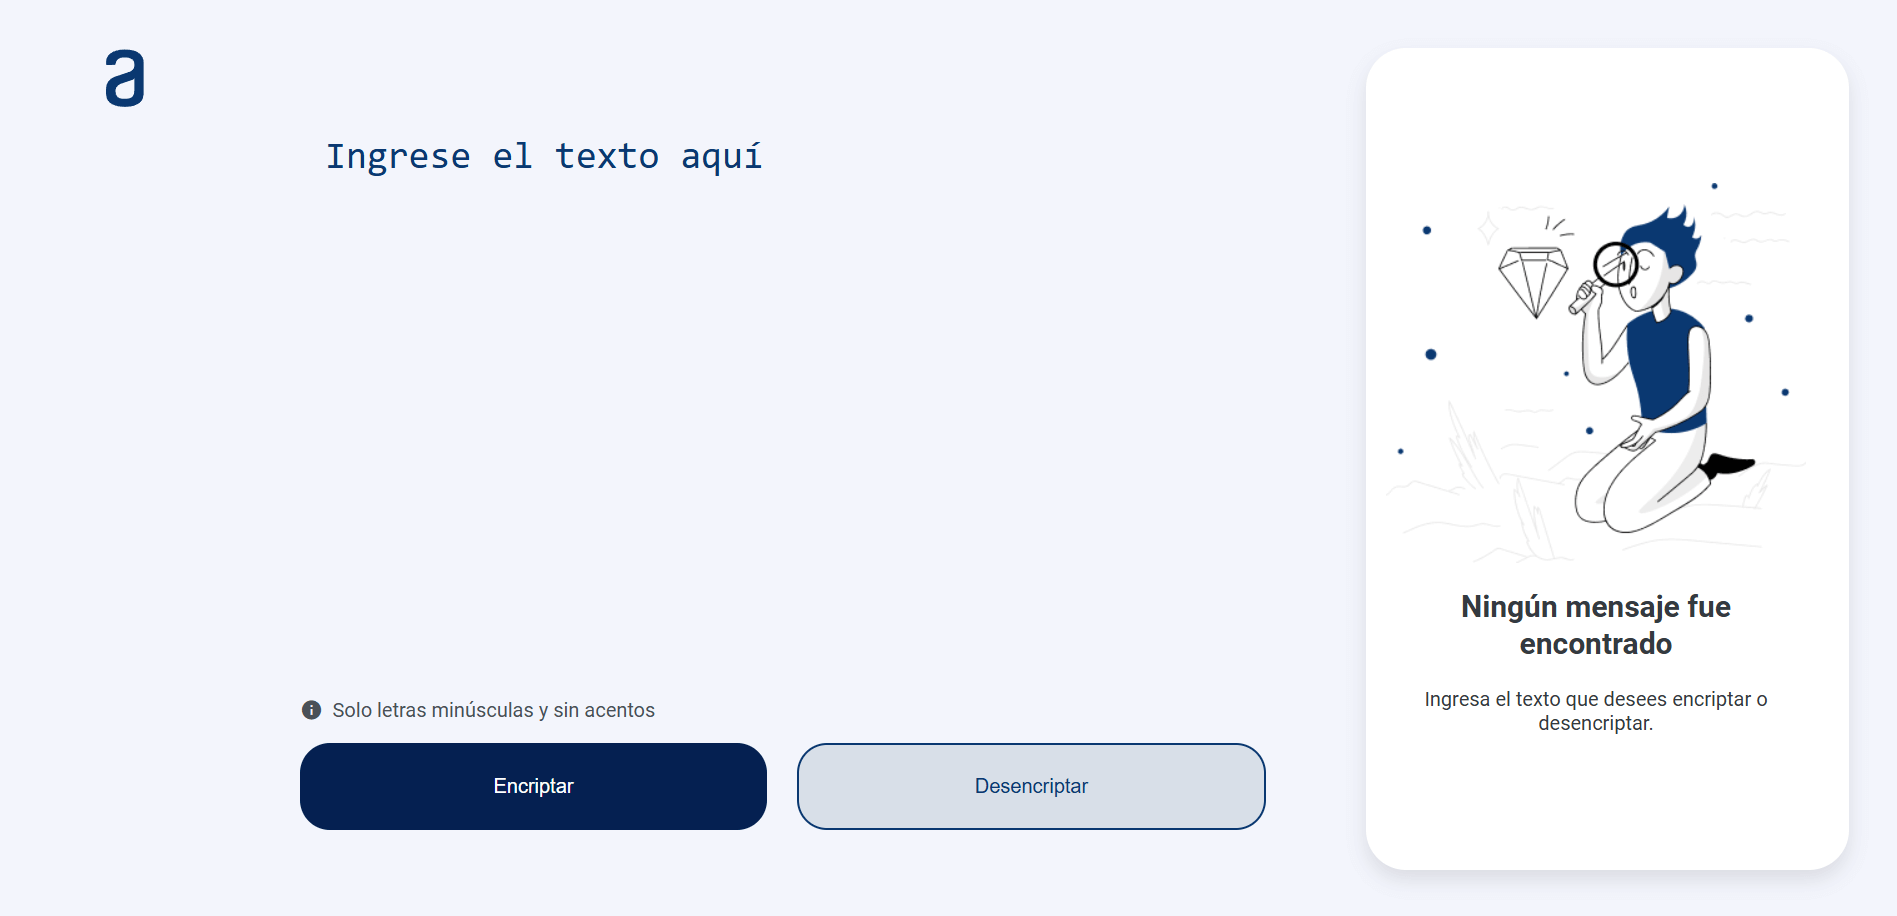 a
Ingrese el texto aquí
Solo letras minúsculas y sin acentos
Encriptar
Desencriptar
Ningún mensaje fue
encontrado
Ingresa el texto que desees encriptar o
desencriptar.